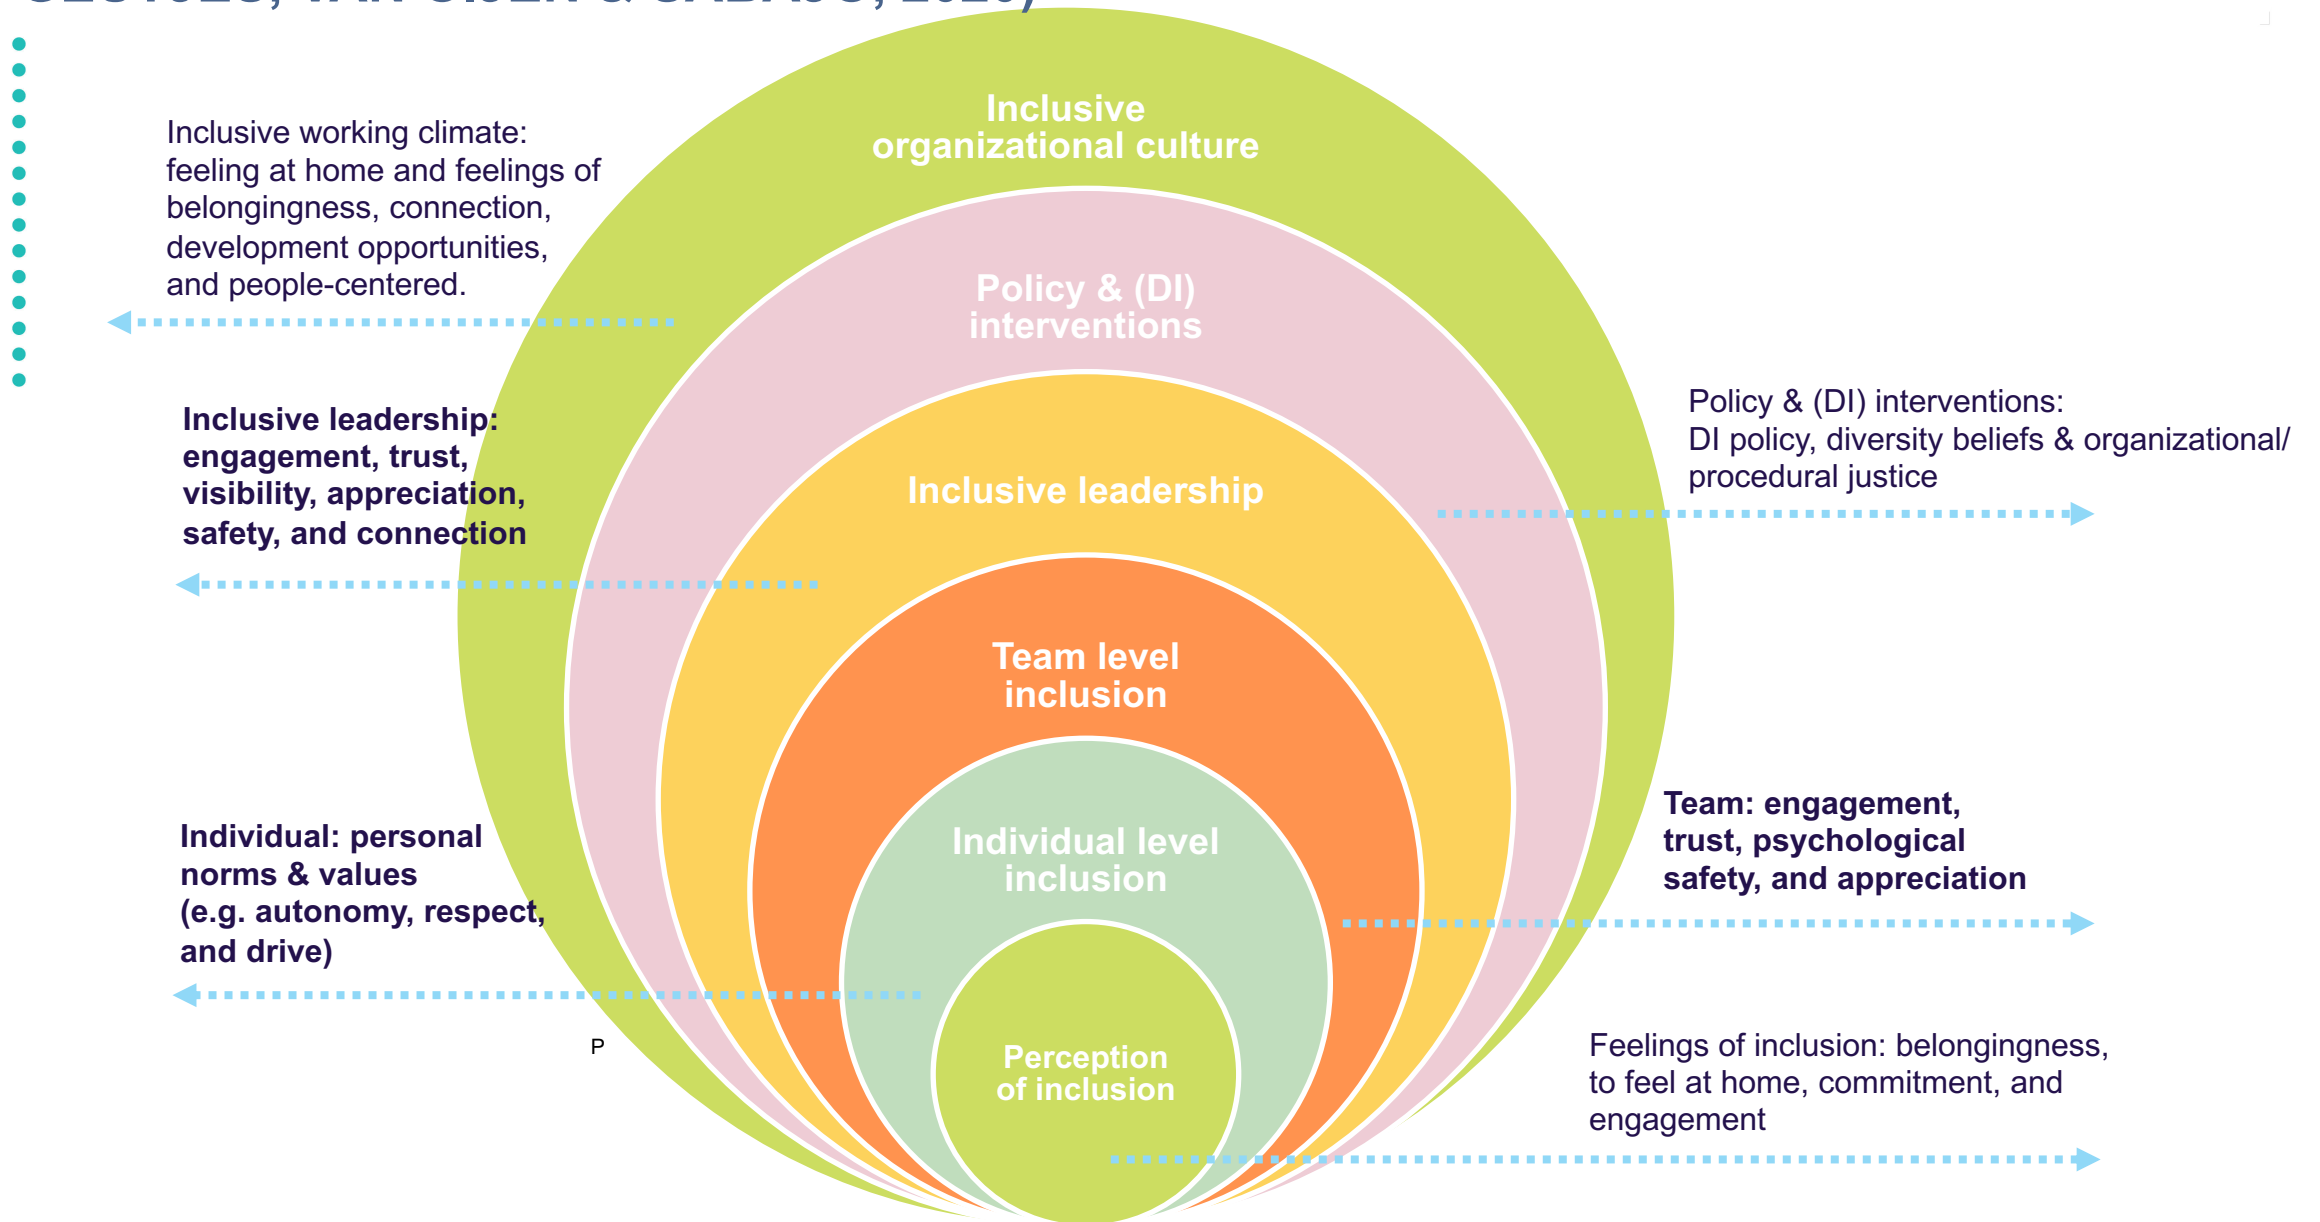 2020)
Inclusive
organizational culture
Inclusive working climate:
feeling at home and feelings of
belongingness, connection,
development opportunities,
and people-centered.
Policy & (DI)
interventions
Inclusive leadership:
engagement, trust,
visibility, appreciation,
safety, and connection
Policy & (DI) interventions:
DI policy, diversity beliefs & organizational/
procedural justice
Inclusive leadership
Team level
inclusion
Individual: personal
norms & values
(e.g. autonomy, respect,
and drive)
Individual level
inclusion
Team: engagement,
trust, psychological
safety, and appreciation
P
Perception
of inclusion
Feelings of inclusion: belongingness,
to feel at home, commitment, and
engagement